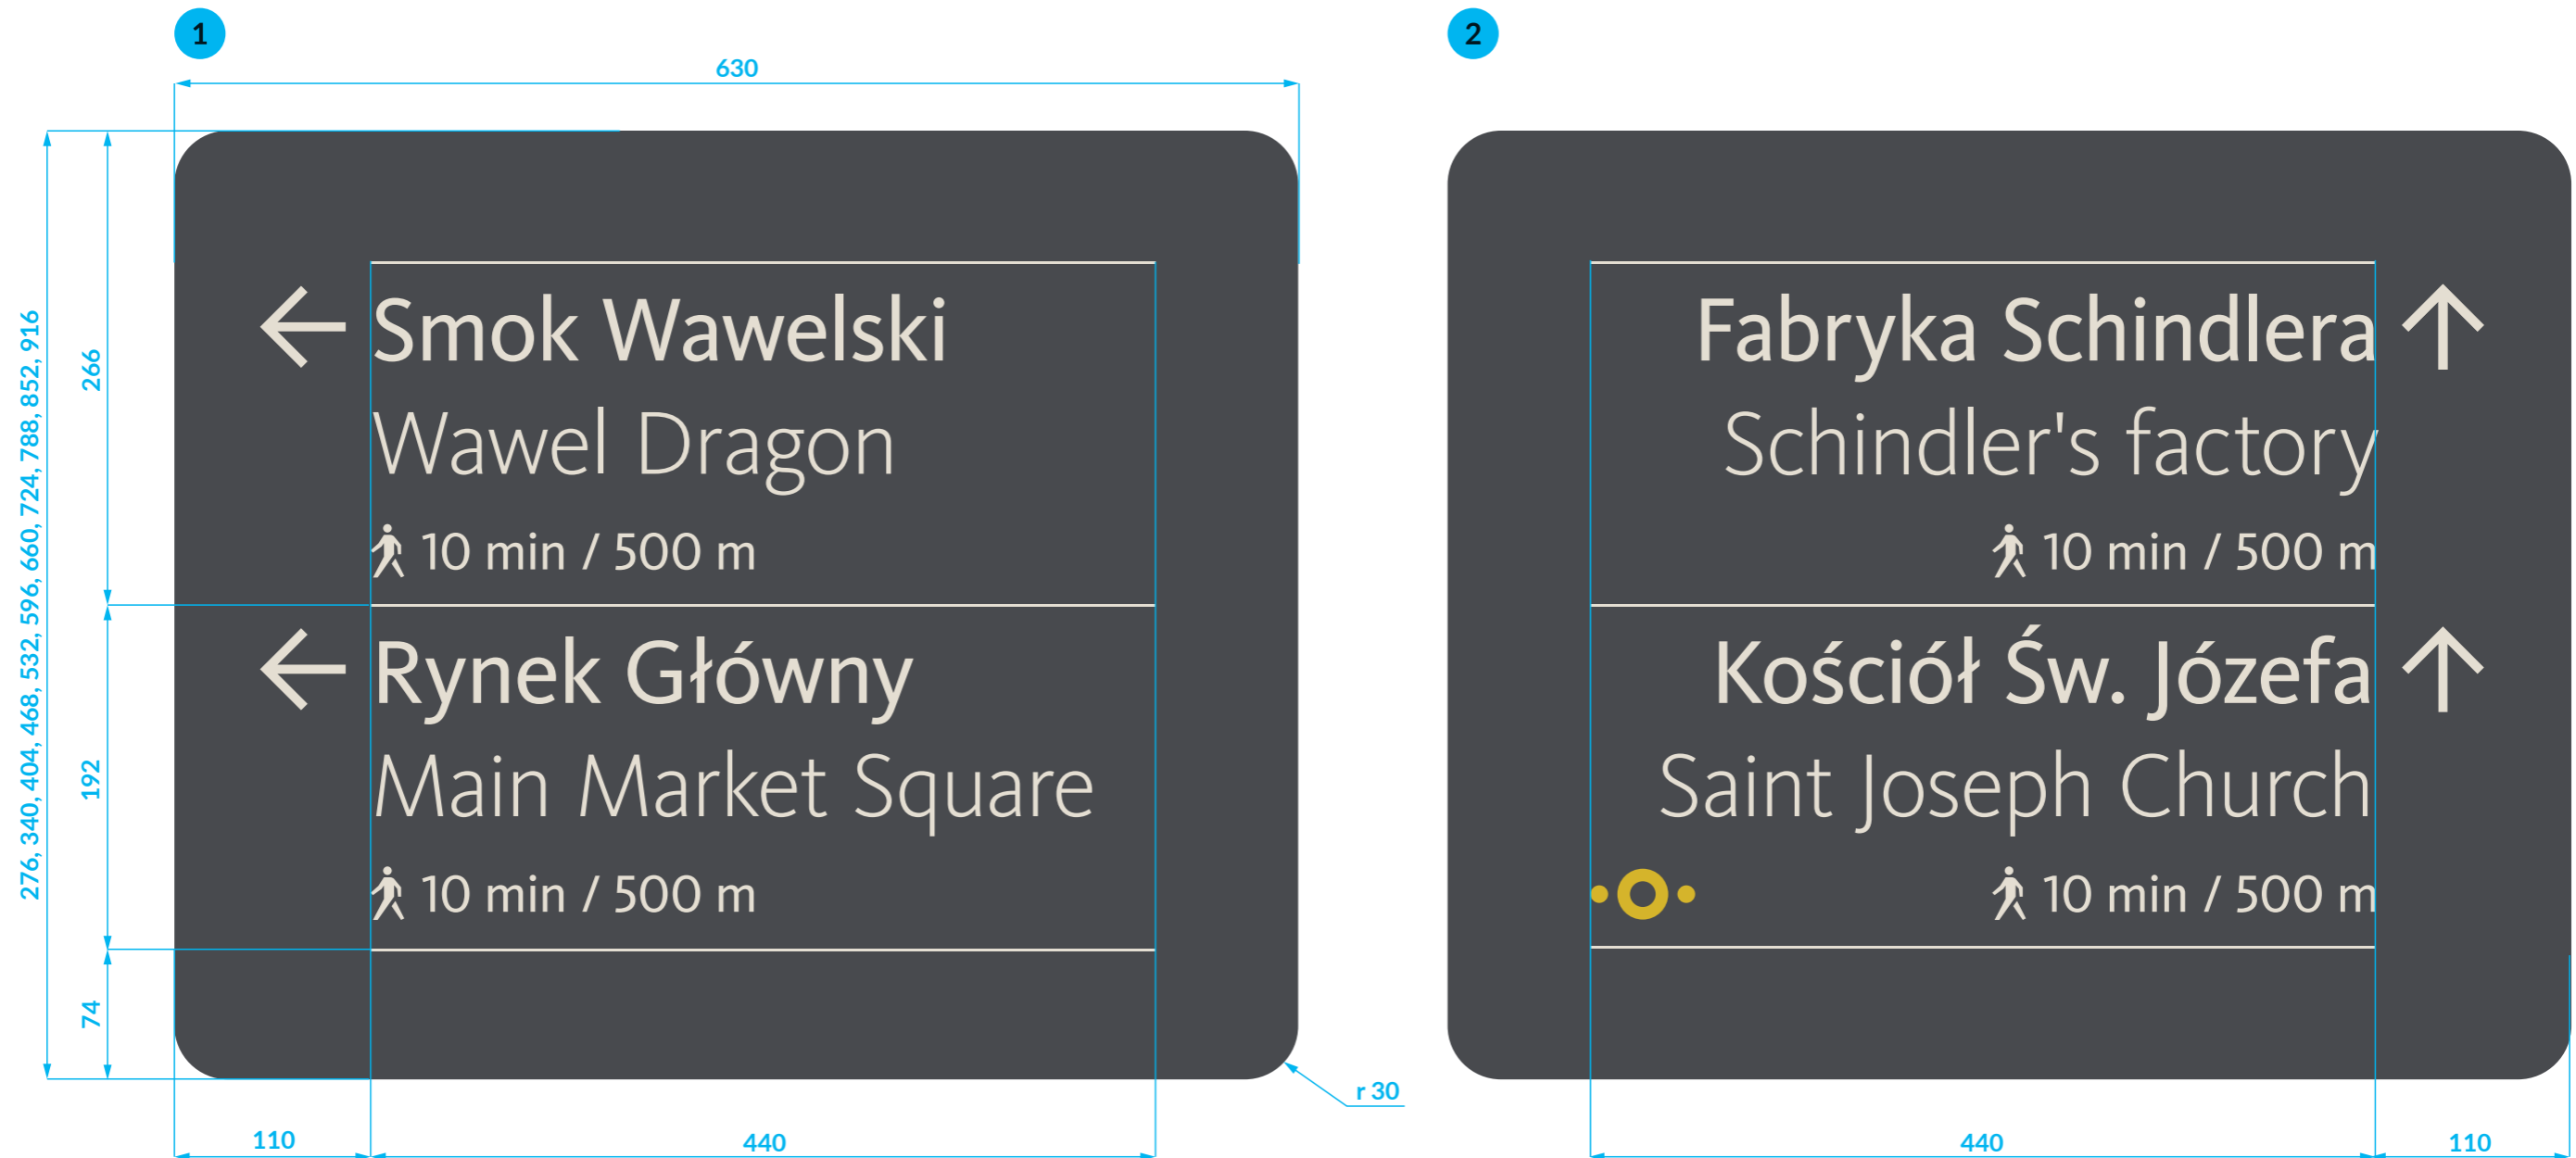 1
630
276, 340, 404, 468, 532, 596, 660, 724, 788, 852, 916
266
192
74
Smok Wawelski
Wawel Dragon
10 min / 500 m
Rynek Główny
Main Market Square
10 min / 500 m
r 30
110
440
2
Fabryka Schindlera
Schindler's factory
10 min / 500 m
Kościół Św. Józefa
Saint Joseph Church
10 min / 500 m
440
110